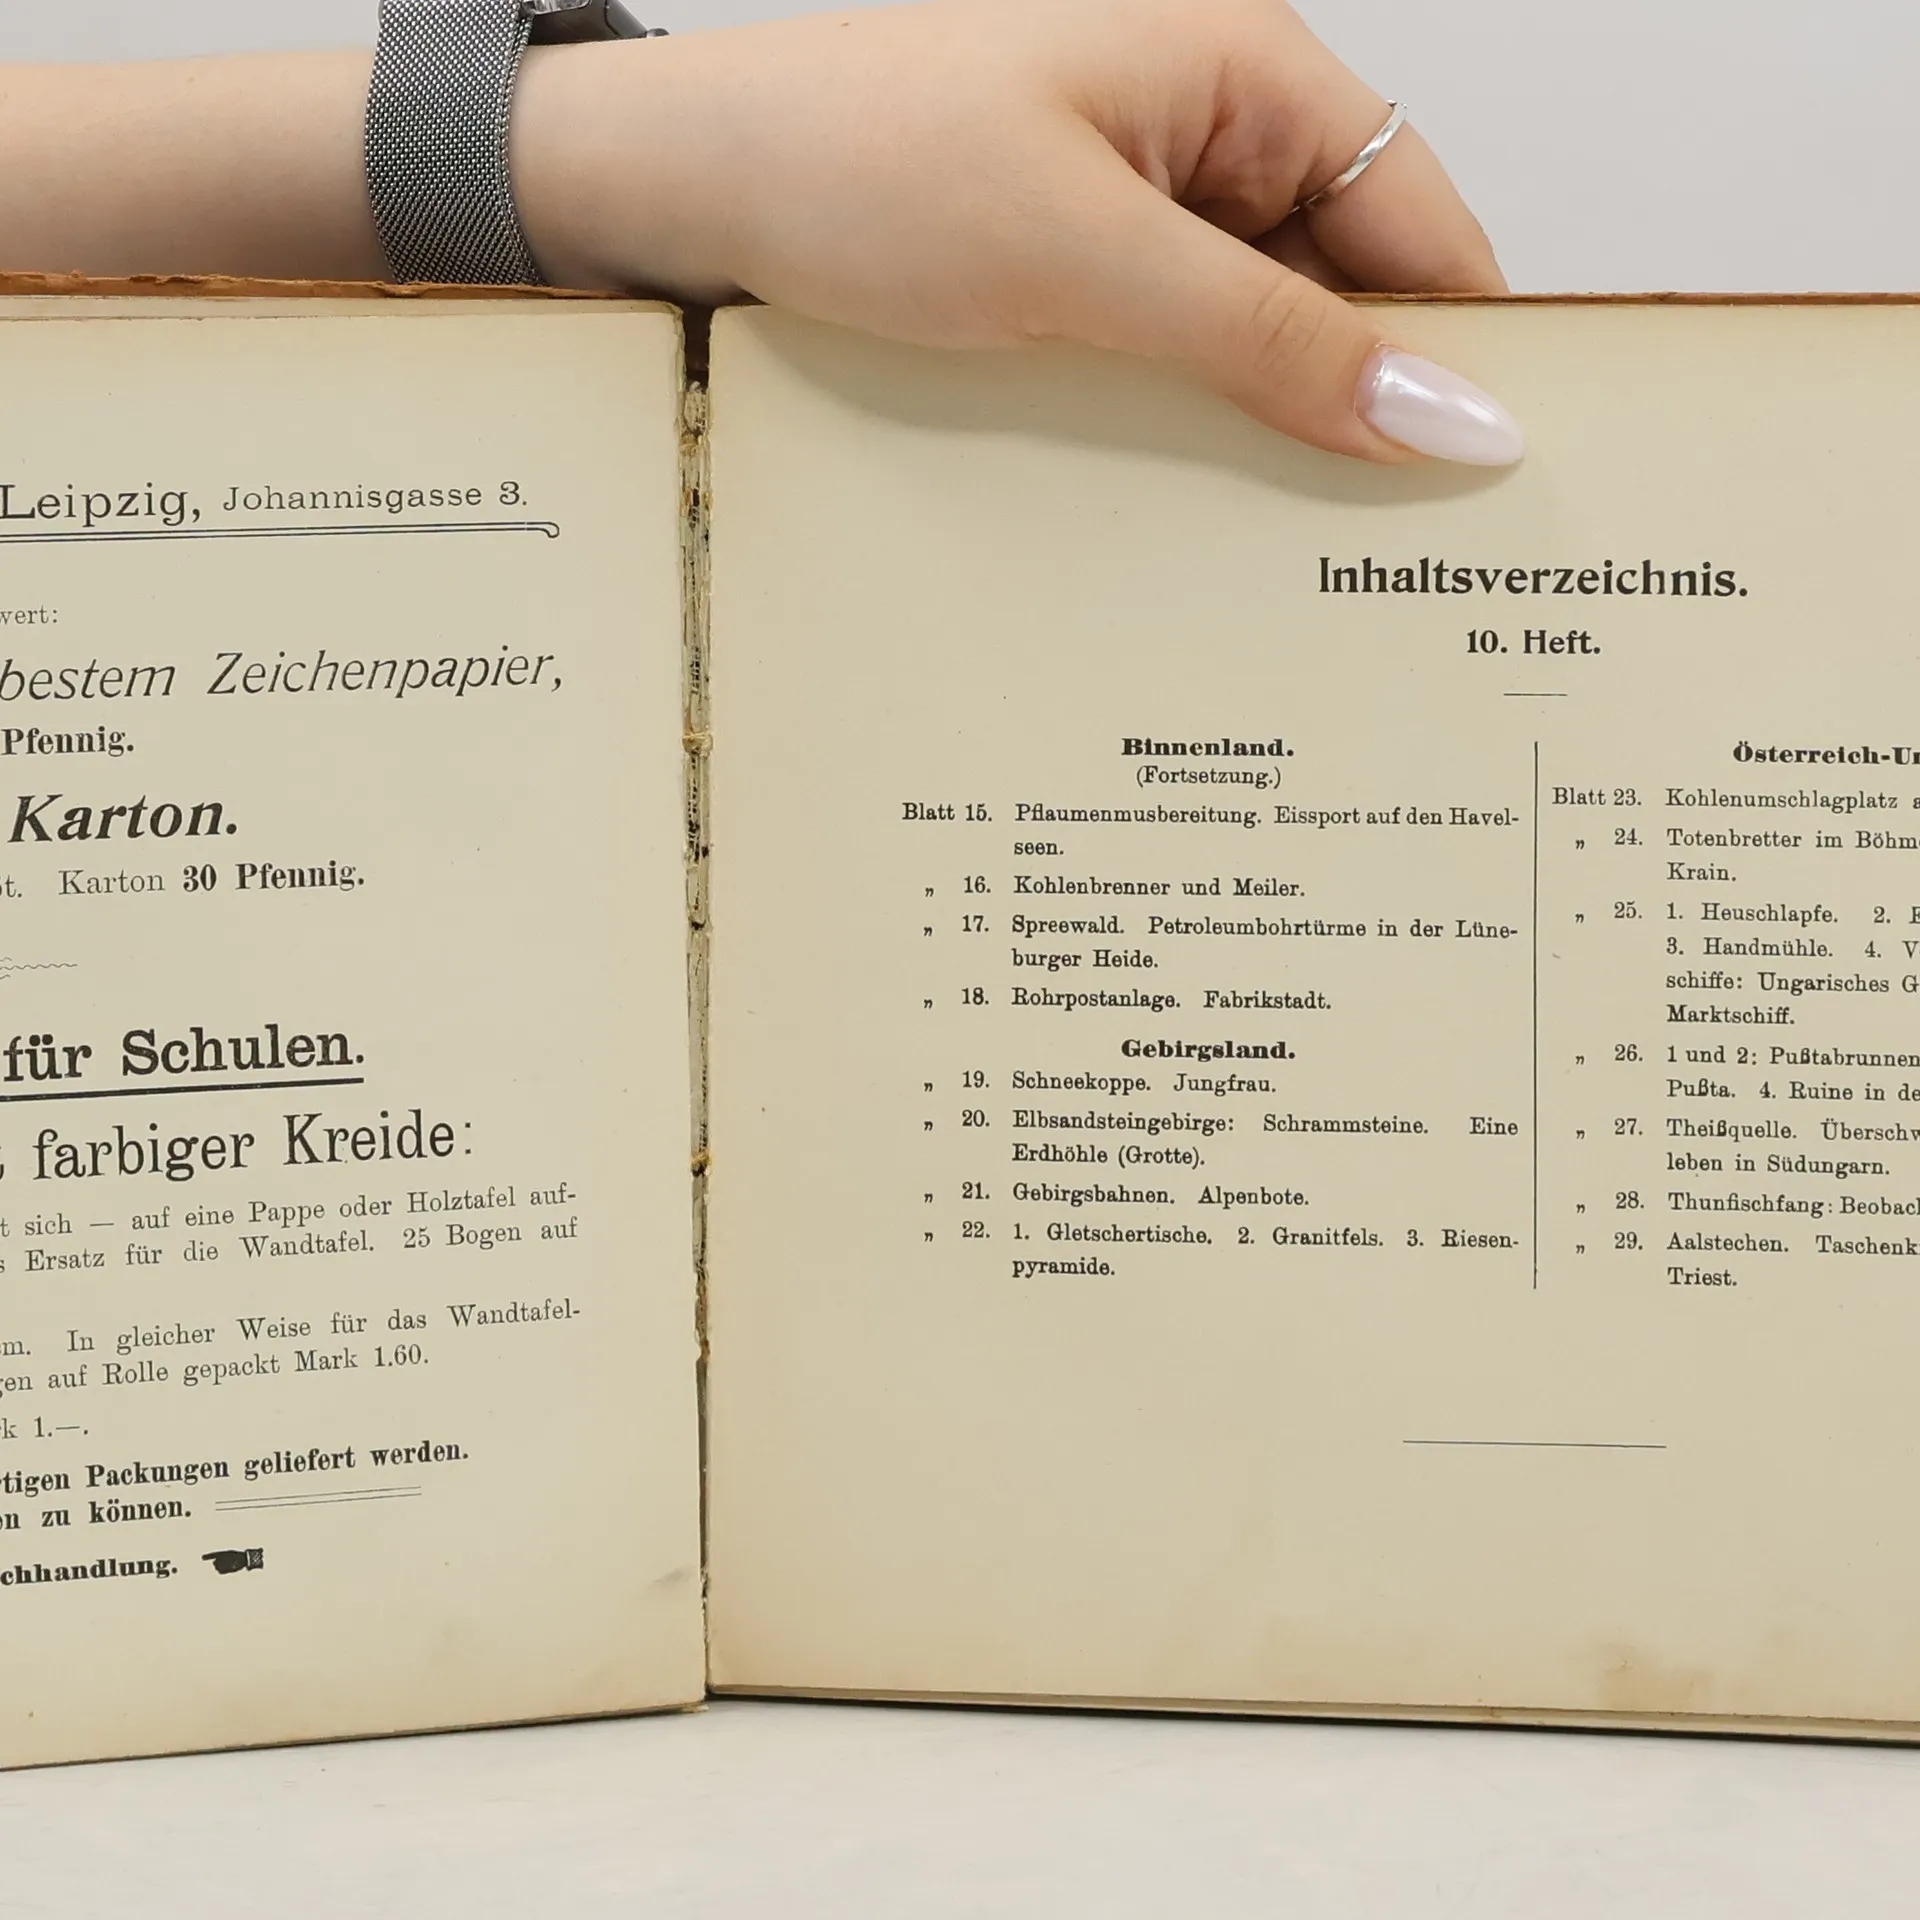 Leipzig, Johannisgasse 3.
bestem Zeichenpapier,
Pfennig.
Karton.
Karton 30 Pfennig.
für Schulen.
farbiger Kreide:
sich — auf eine Pappe oder Holztafel auf-
Ersatz für die Wandtafel. 25 Bogen auf
In gleicher Weise für das Wandtafel-
auf Rolle gepackt Mark 1.60.
1.—.
Packungen geliefert werden.
zu können.
Inhaltsverzeichnis.
10. Heft.
Binnenland.
(Fortsetzung.)
Blatt 15. Pflaumenmusbereitung. Eissport auf den Havel-
seen.
„ 16. Kohlenbrenner und Meiler.
„ 17. Spreewald. Petroleumbohrtürme in der Lüne-
burger Heide.
„ 18. Rohrpostanlage. Fabrikstadt.
Gebirgsland.
„ 19. Schneekoppe. Jungfrau.
„ 20. Elbsandsteingebirge: Schrammsteine. Eine
Erdhöhle (Grotte).
„ 21. Gebirgsbahnen. Alpenbote.
„ 22. 1. Gletschertische. 2. Granitfels. 3. Riesen-
pyramide.
Österreich-
Blatt 23. Kohlenumschlagplatz
„ 24. Totenbretter im
Krain.
„ 25. 1. Heuschlapfe. 2.
3. Handmühle. 4.
schiffe: Ungarisches
Marktschiff.
„ 26. 1 und 2: Pußtabrunnen
Pußta. 4. Ruine in
„ 27. Theißquelle.
leben in Südungarn.
„ 28. Thunfischfang:
„ 29. Aalstechen.
Triest.